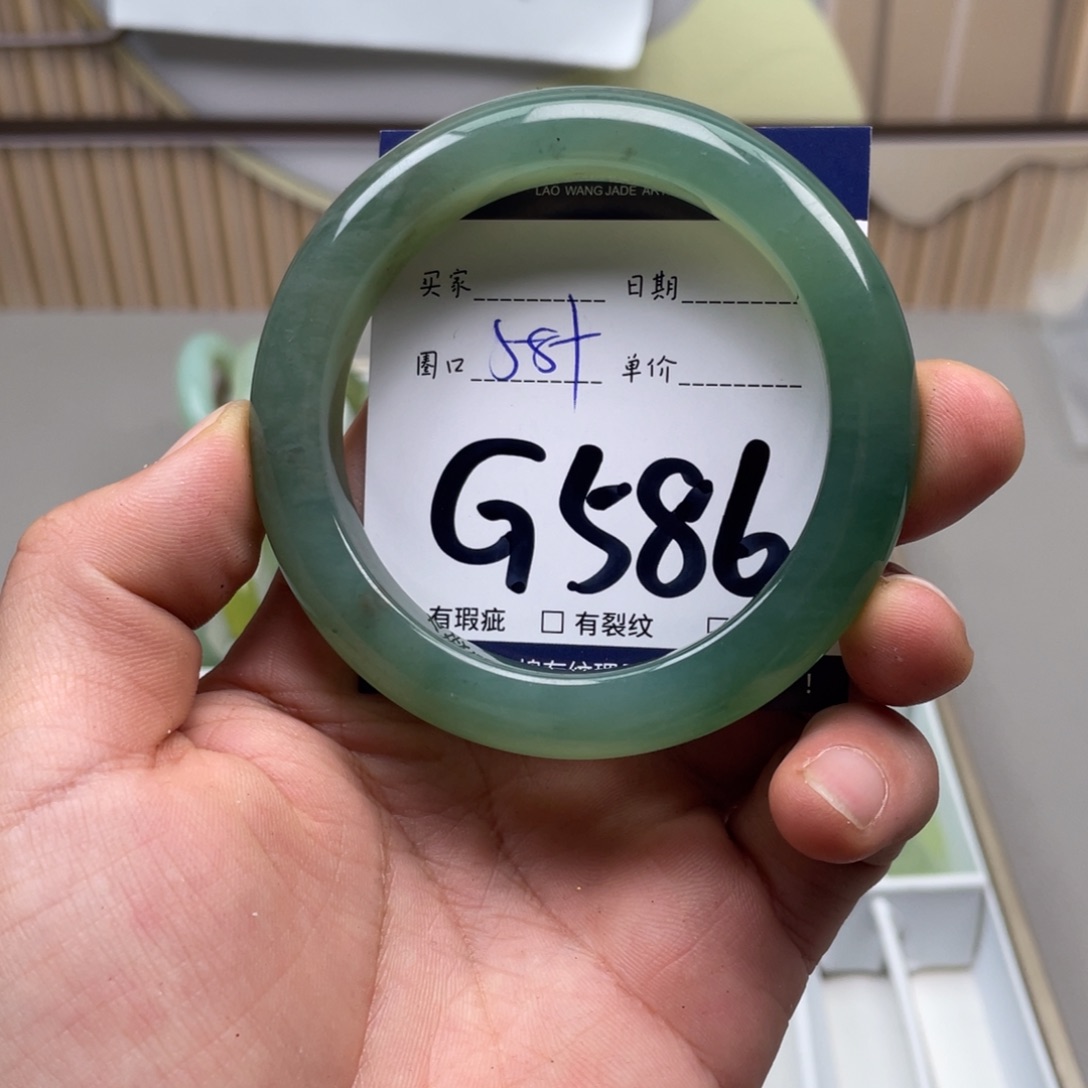 LAO WANG JADE
买家 日期
圈口 58+ 单价
G586
有瑕疵 □ 有裂纹 □